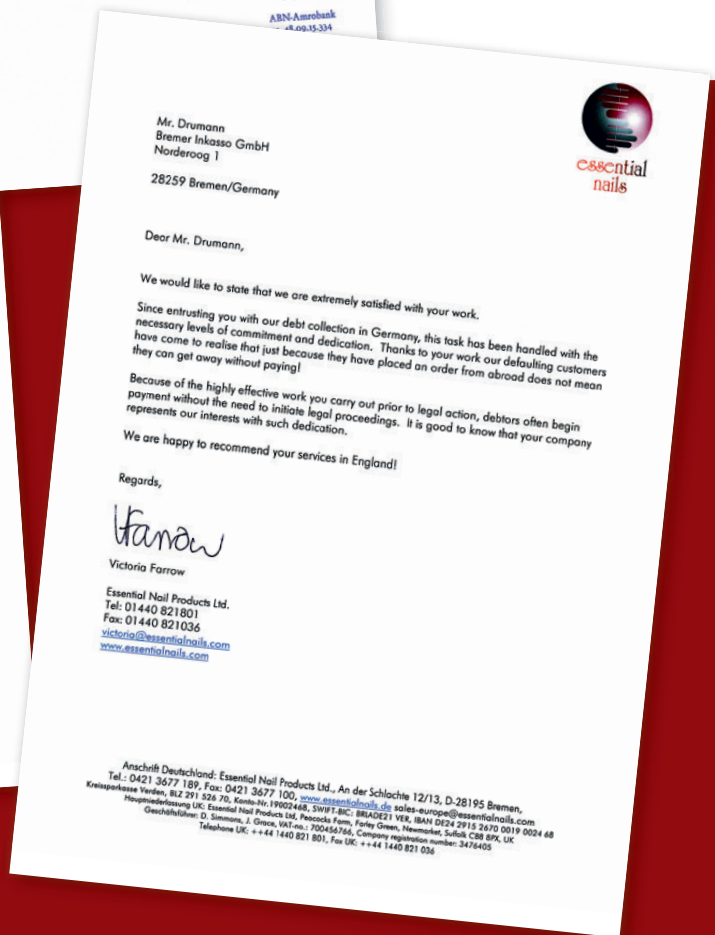 ABN-Amrobank
48.09.15.334
essential
nails
Mr. Drumann
Bremer Inkasso GmbH
Norderoog 1
28259 Bremen/Germany
Dear Mr. Drumann,
We would like to state that we are extremely satisfied with your work.
Since entrusting you with our debt collection in Germany, this task has been handled with the
necessary levels of commitment and dedication. Thanks to your work our defaulting customers
have come to realise that just because they have placed an order from abroad does not mean
they can get away without paying!
Because of the highly effective work you carry out prior to legal action, debtors often begin
payment without the need to initiate legal proceedings. It is good to know that your company
represents our interests with such dedication.
We are happy to recommend your services in England!
Regards,
VFarrow
Victoria Farrow
Essential Nail Products Ltd.
Tel: 01440 821801
Fax: 01440 821036
victoria@essentialnails.com
www.essentialnails.com
Anschrift Deutschland: Essential Nail Products Ltd., An der Schlachte 12/13, D-28195 Bremen,
Tel.: 0421 3677 189, Fax: 0421 3677 100, www.essentialnails.de sales-europe@essentialnails.com
Kreissparkasse Verden, BLZ 291 526 70, Konto-Nr.19002468, SWIFT-BIC: BRLADE21 VER, IBAN DE24 2915 2670 0019 0024 68
Hauptniederlassung UK: Essential Nail Products Ltd, Peacocks Farm, Farley Green, Newmarket, Suffolk CB8 8PX, UK
Geschäftsführer: D. Simmons, J. Grace, VAT-no.: 700456766, Company registration number: 3476405
Telephone UK: ++44 1440 821 801, Fax UK: ++44 1440 821 036